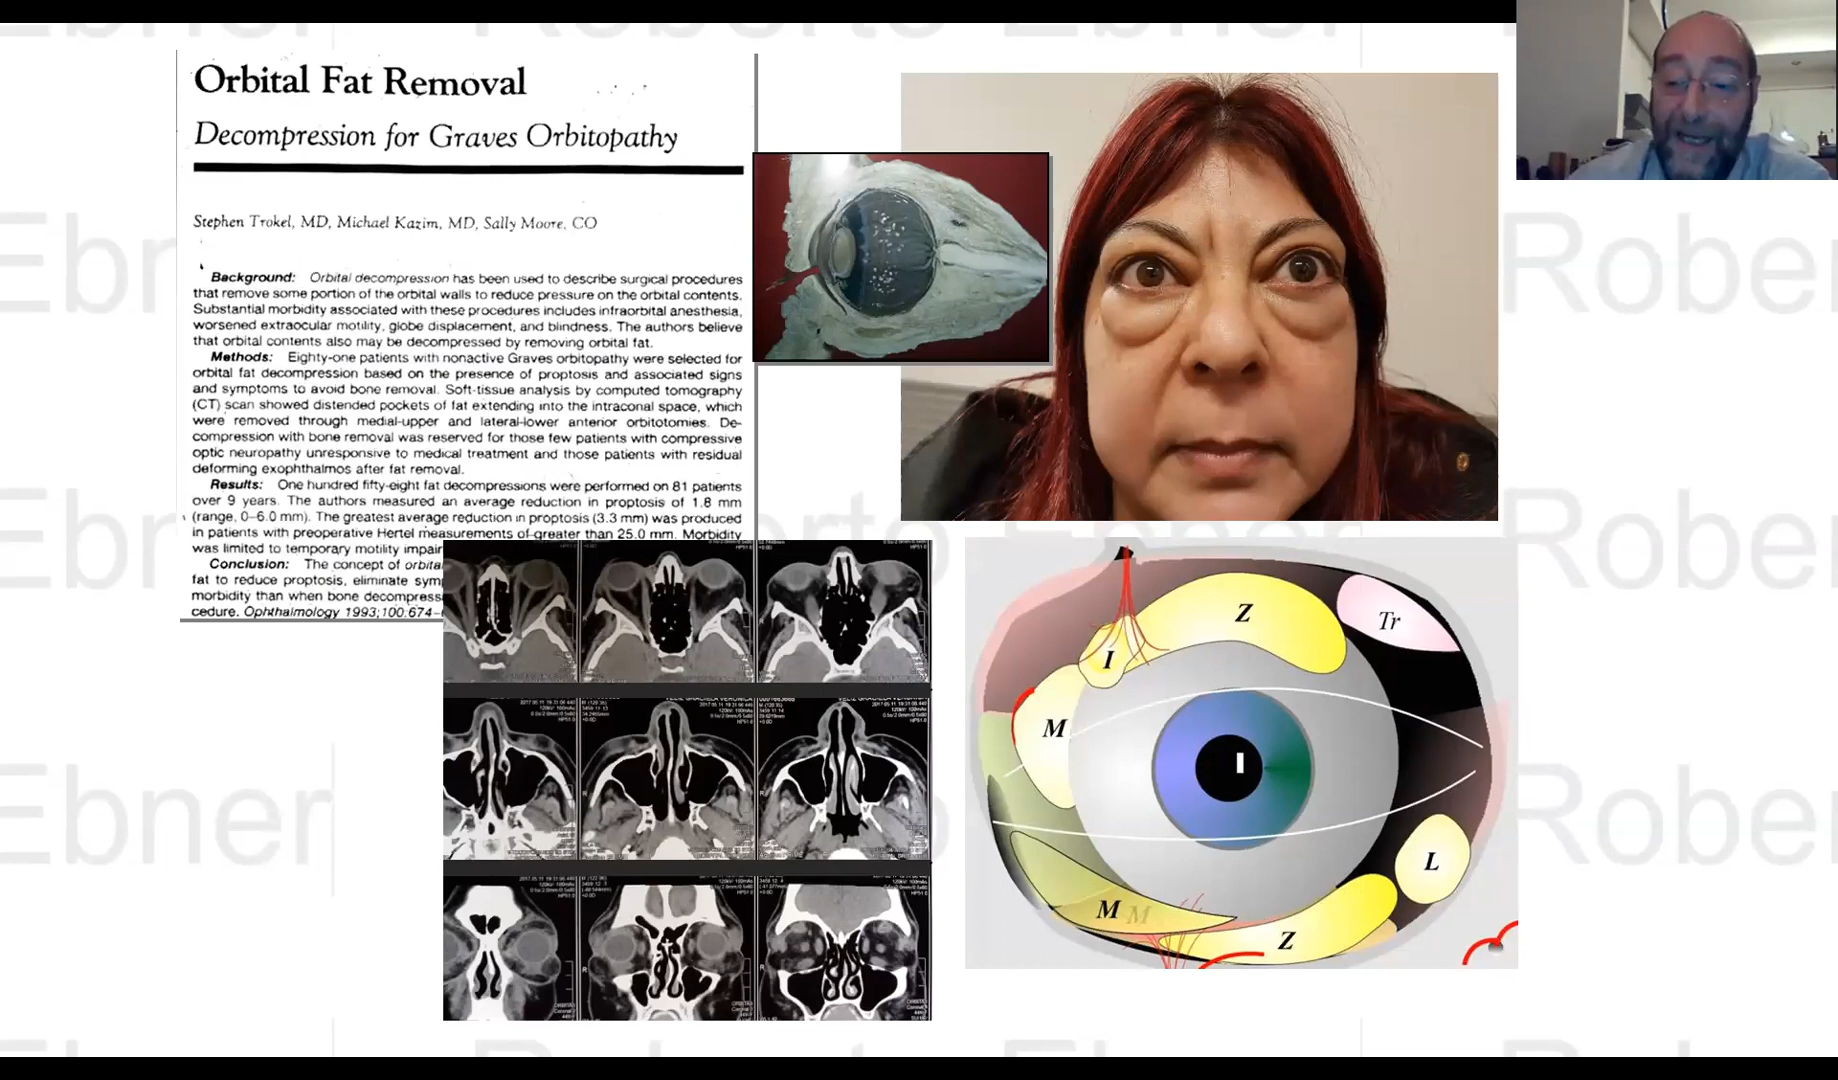 Orbital Fat Removal
Decompression for Graves Orbitopathy
Stephen Trokel, MD, Michael Kazim, MD, Sally Moore, CO
Background: Orbital decompression has been used to describe surgical procedures
that remove some portion of the orbital walls to reduce pressure on the orbital contents.
Substantial morbidity associated with these procedures includes infraorbital anesthesia,
worsened extraocular motility, globe displacement, and blindness. The authors believe
that orbital contents also may be decompressed by removing orbital fat.
Methods: Eighty-one patients with nonactive Graves orbitopathy were selected for
orbital fat decompression based on the presence of proptosis and associated signs
and symptoms to avoid bone removal. Soft-tissue analysis by computed tomography
(CT) scan showed distended pockets of fat extending into the intraconal space, which
were removed through medial-upper and lateral-lower anterior orbitotomies. De-
compression with bone removal was reserved for those few patients with compressive
optic neuropathy unresponsive to medical treatment and those patients with residual
deforming exophthalmos after fat removal.
Results: One hundred fifty-eight fat decompressions were performed on 81 patients
over 9 years. The authors measured an average reduction in proptosis of 1.8 mm
(range, 0–6.0 mm). The greatest average reduction in proptosis (3.3 mm) was produced
in patients with preoperative Hertel measurements of greater than 25.0 mm. Morbidity
was limited to temporary motility impair
Conclusion: The concept of orbita
fat to reduce proptosis, eliminate sym
morbidity than when bone decompress
cedure. Ophthalmology 1993;100:674–
Z
Tr
I
M
L
M M
Z
Roberto Ebner
Ebner
Rober